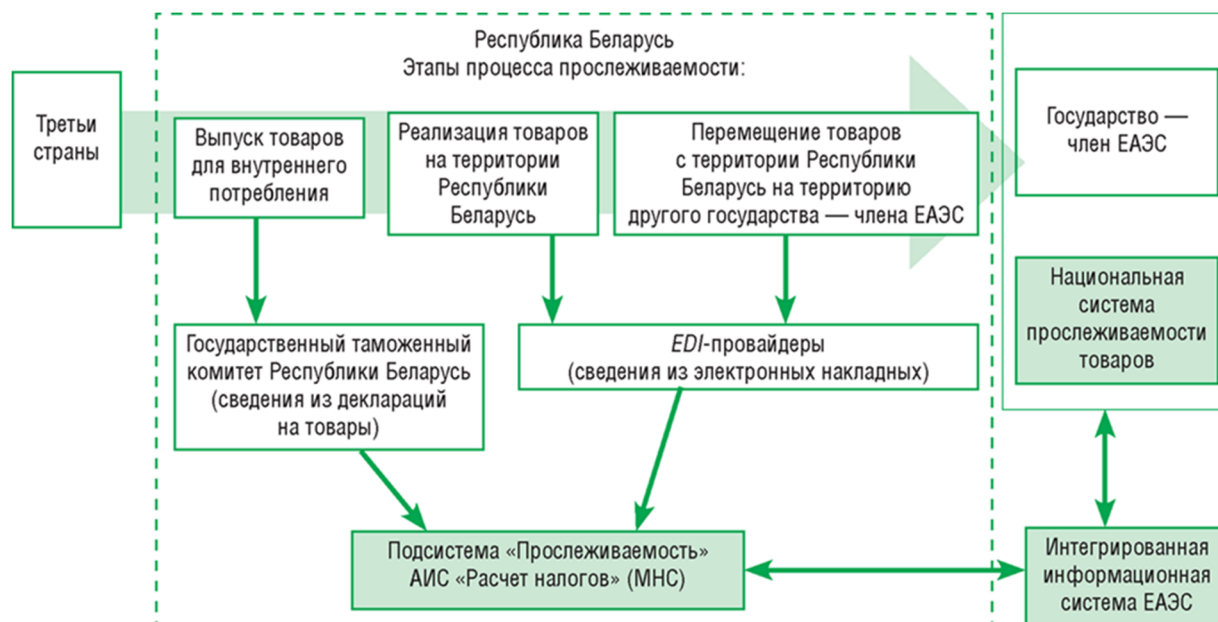 Республика Беларусь
Этапы процесса прослеживаемости:
Третьи
страны
Выпуск товаров
для внутреннего
потребления
Реализация товаров
на территории
Республики
Беларусь
Перемещение товаров
с территории Республики
Беларусь на территорию
другого государства — члена ЕАЭС
Государство —
член ЕАЭС
Национальная
система
прослеживаемости
товаров
Государственный таможенный
комитет Республики Беларусь
(сведения из деклараций
на товары)
EDI-провайдеры
(сведения из электронных накладных)
Подсистема «Прослеживаемость»
АИС «Расчет налогов» (МНС)
Интегрированная
информационная
система ЕАЭС